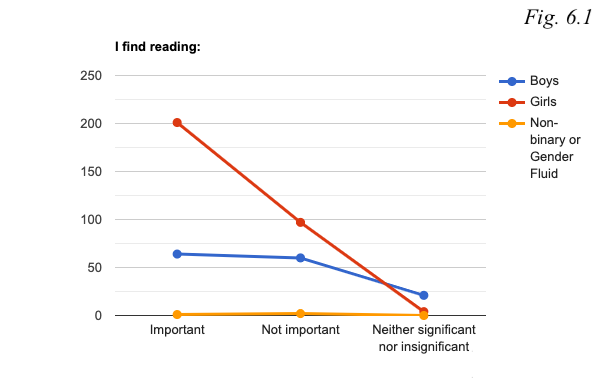 Fig. 6.1
I find reading:
250
200
150
100
50
0
Important
Not important
Neither significant
nor insignificant
Boys
Girls
Non-
binary or
Gender
Fluid